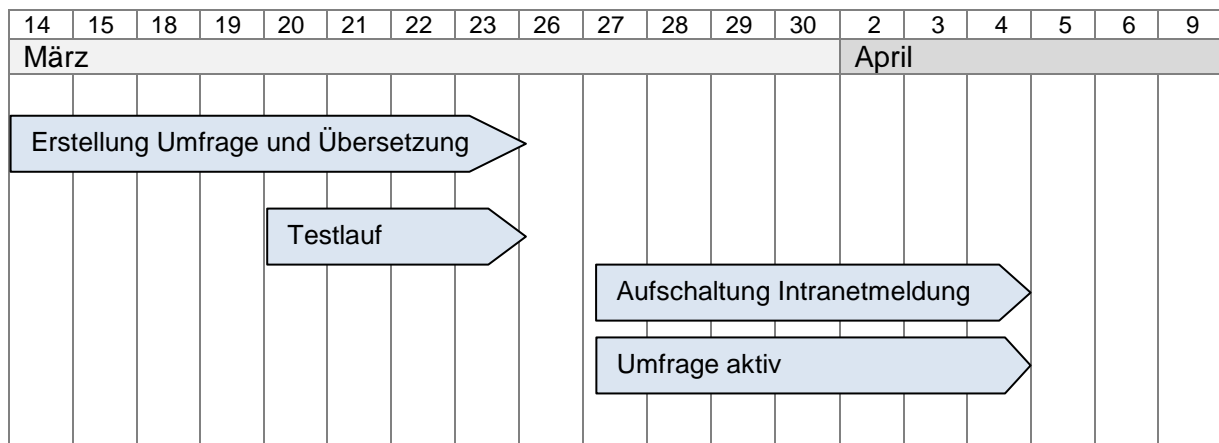 14 15 18 19 20 21 22 23 26 27 28 29 30 2 3 4 5 6 9
März April
Erstellung Umfrage und Übersetzung
Testlauf
Aufschaltung Intranetmeldung
Umfrage aktiv